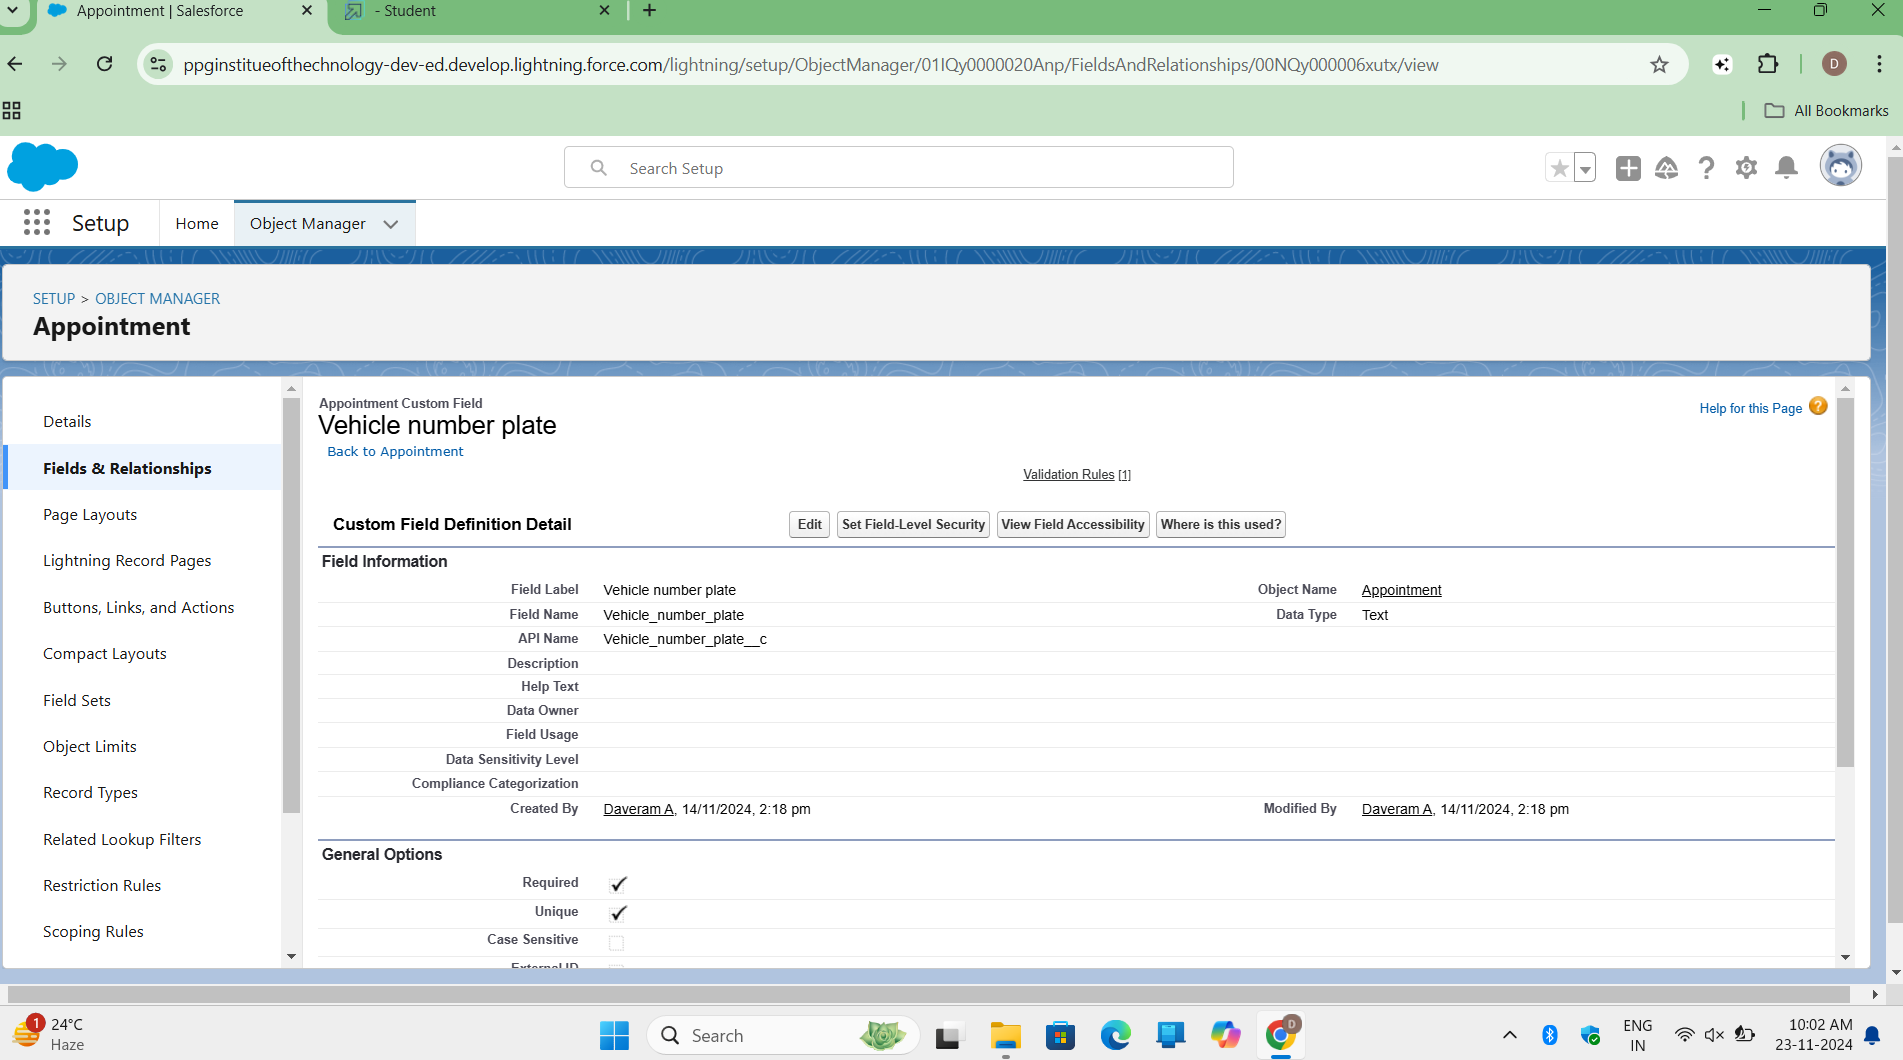 Appointment | Salesforce
- Student
ppginstitueofthechnology-dev-ed.develop.lightning.force.com/lightning/setup/ObjectManager/01IQy0000020Anp/FieldsAndRelationships/00NQy000006xutx/view
D
All Bookmarks
Search Setup
Setup
Home
Object Manager
SETUP > OBJECT MANAGER
Appointment
Details
Fields & Relationships
Page Layouts
Lightning Record Pages
Buttons, Links, and Actions
Compact Layouts
Field Sets
Object Limits
Record Types
Related Lookup Filters
Restriction Rules
Scoping Rules
Appointment Custom Field
Vehicle number plate
Back to Appointment
Help for this Page ?
Validation Rules [1]
Custom Field Definition Detail
Edit
Set Field-Level Security
View Field Accessibility
Where is this used?
Field Information
Field Label Vehicle number plate
Object Name Appointment
Field Name Vehicle_number_plate
Data Type Text
API Name Vehicle_number_plate__c
Description
Help Text
Data Owner
Field Usage
Data Sensitivity Level
Compliance Categorization
Created By Daveram A, 14/11/2024, 2:18 pm
Modified By Daveram A, 14/11/2024, 2:18 pm
General Options
Required
Unique
Case Sensitive
External ID
1
24°C
Haze
Search
D
ENG
IN
10:02 AM
23-11-2024